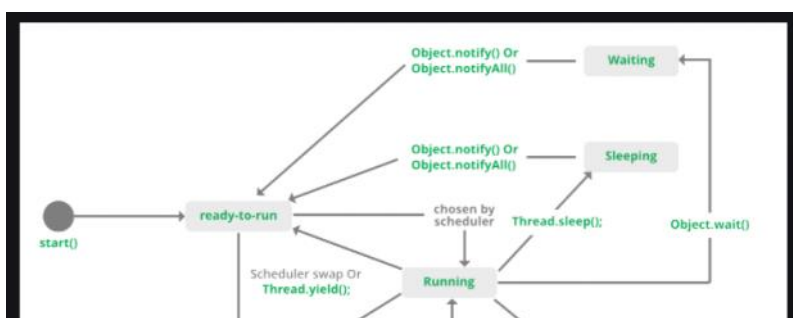 Object.notify() Or
Object.notifyAll()
Waiting
Object.notify() Or
Object.notifyAll()
Sleeping
ready-to-run
chosen by
scheduler
Thread.sleep();
Object.wait()
start()
Scheduler swap Or
Thread.yield();
Running